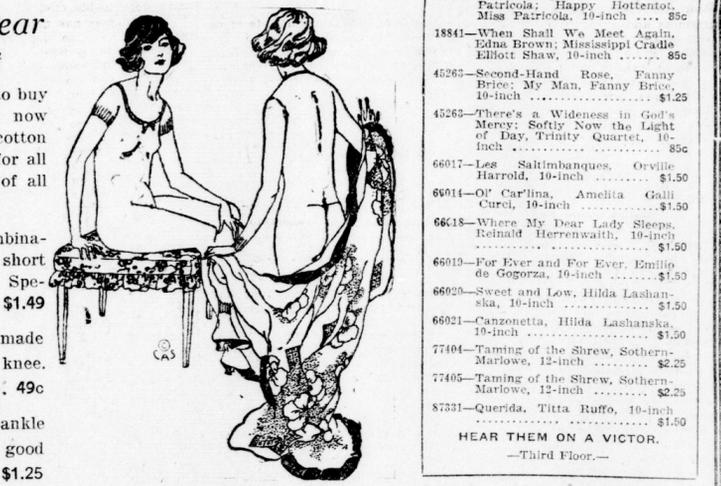 ear
to buy
now
cotton
for all
of all
mbina-
short
Spe-
$1.49
made
knee.
. 49c
ankle
good
$1.25
© CAS
Patricola; Happy Hottentot,
Miss Patricola, 10-inch .... 85c
18841—When Shall We Meet Again,
Edna Brown; Mississippi Cradle
Elliott Shaw, 10-inch ....... 85c
45263—Second-Hand Rose, Fanny
Brice; My Man, Fanny Brice,
10-inch .................. $1.25
45263—There's a Wideness in God's
Mercy; Softly Now the Light
of Day, Trinity Quartet, 10-
inch ....................... 85c
66017—Les Saltimbanques, Orville
Harrold, 10-inch .......... $1.50
66014—Ol' Car'lina, Amelita Galli
Curci, 10-inch ............ $1.50
66018—Where My Dear Lady Sleeps,
Reinald Herrenwaith, 10-inch
.......................... $1.50
66019—For Ever and For Ever, Emilio
de Gogorza, 10-inch ....... $1.50
66020—Sweet and Low, Hilda Lashan-
ska, 10-inch .............. $1.50
66021—Canzonetta, Hilda Lashanska,
10-inch ................... $1.50
77404—Taming of the Shrew, Sothern-
Marlowe, 12-inch .......... $2.25
77405—Taming of the Shrew, Sothern-
Marlowe, 12-inch .......... $2.25
87331—Querida, Titta Ruffo, 10-inch
.......................... $1.50
HEAR THEM ON A VICTOR.
—Third Floor.—